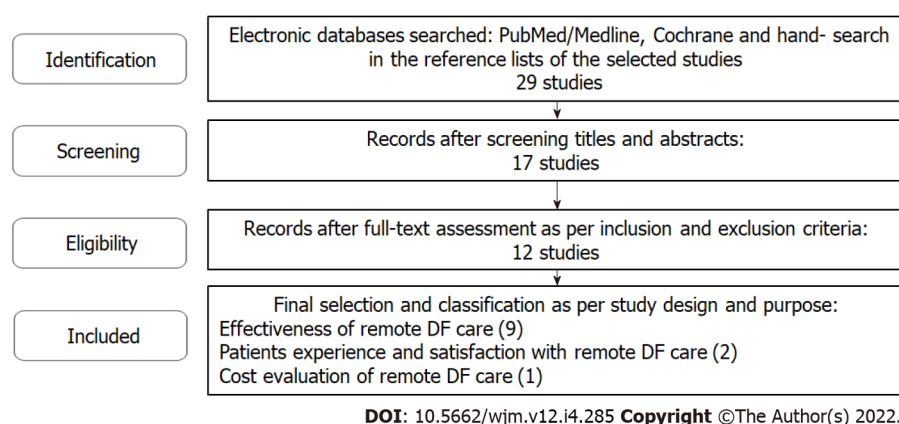 Identification
Electronic databases searched: PubMed/Medline, Cochrane and hand- search
in the reference lists of the selected studies
29 studies
Screening
Records after screening titles and abstracts:
17 studies
Eligibility
Records after full-text assessment as per inclusion and exclusion criteria:
12 studies
Included
Final selection and classification as per study design and purpose:
Effectiveness of remote DF care (9)
Patients experience and satisfaction with remote DF care (2)
Cost evaluation of remote DF care (1)
DOI: 10.5662/wjm.v12.i4.285 Copyright ©The Author(s) 2022.